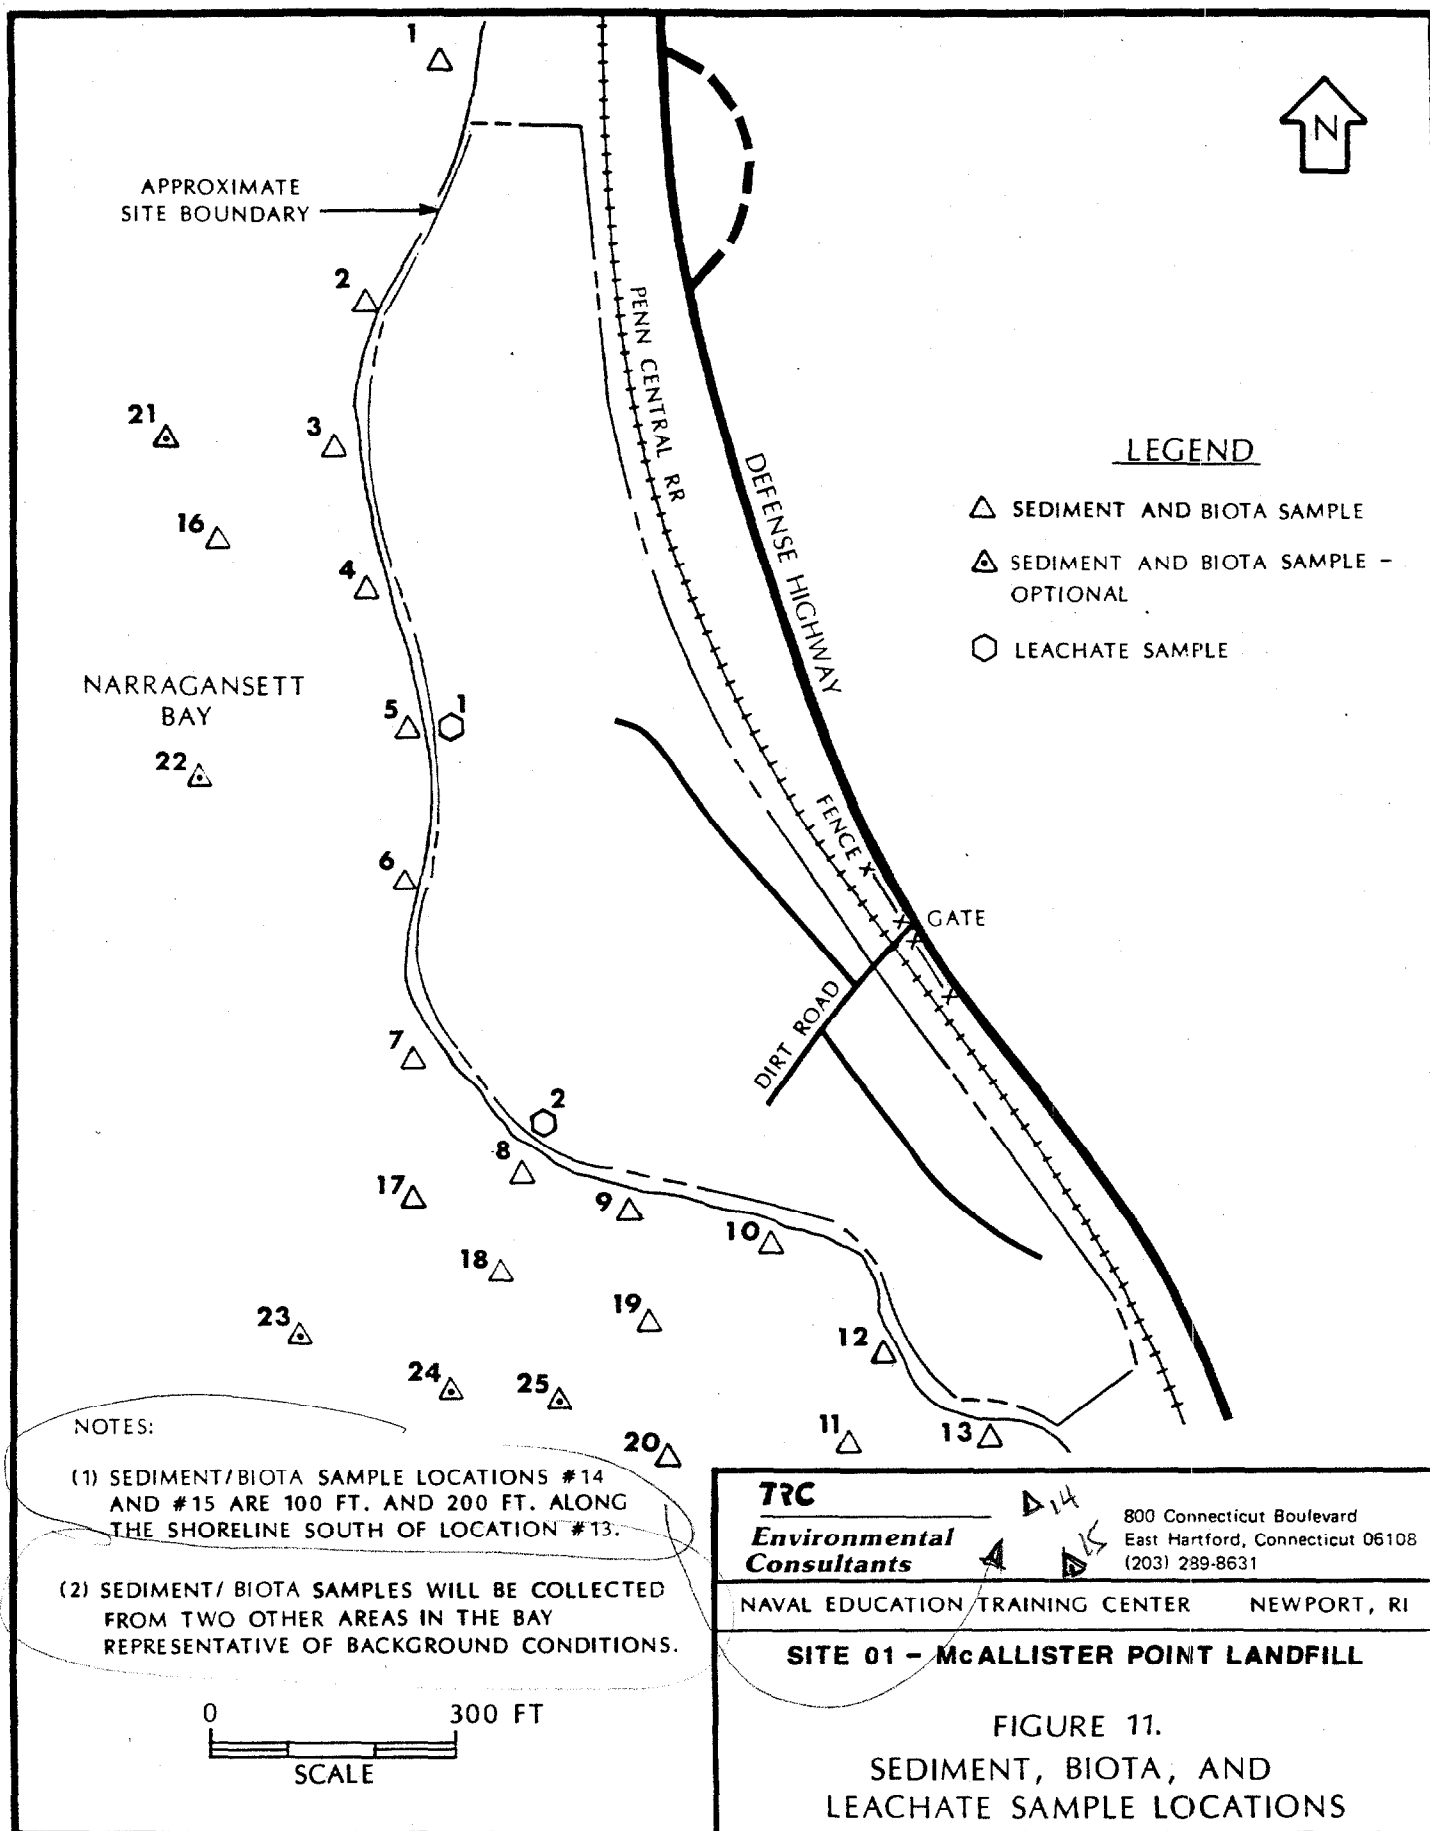 1
N
APPROXIMATE
SITE BOUNDARY
2
PENN CENTRAL RR
21
3
DEFENSE HIGHWAY
LEGEND
SEDIMENT AND BIOTA SAMPLE
16
SEDIMENT AND BIOTA SAMPLE -
OPTIONAL
4
LEACHATE SAMPLE
NARRAGANSETT
BAY
5
1
22
FENCE
6
GATE
DIRT ROAD
7
2
8
17
9
10
18
19
23
12
24
25
11
13
20
NOTES:
(1) SEDIMENT/BIOTA SAMPLE LOCATIONS #14
AND #15 ARE 100 FT. AND 200 FT. ALONG
THE SHORELINE SOUTH OF LOCATION #13.
(2) SEDIMENT/ BIOTA SAMPLES WILL BE COLLECTED
FROM TWO OTHER AREAS IN THE BAY
REPRESENTATIVE OF BACKGROUND CONDITIONS.
0 300 FT
SCALE
TRC
Environmental
Consultants
14
15
800 Connecticut Boulevard
East Hartford, Connecticut 06108
(203) 289-8631
NAVAL EDUCATION TRAINING CENTER NEWPORT, RI
SITE 01 - McALLISTER POINT LANDFILL
FIGURE 11.
SEDIMENT, BIOTA, AND
LEACHATE SAMPLE LOCATIONS